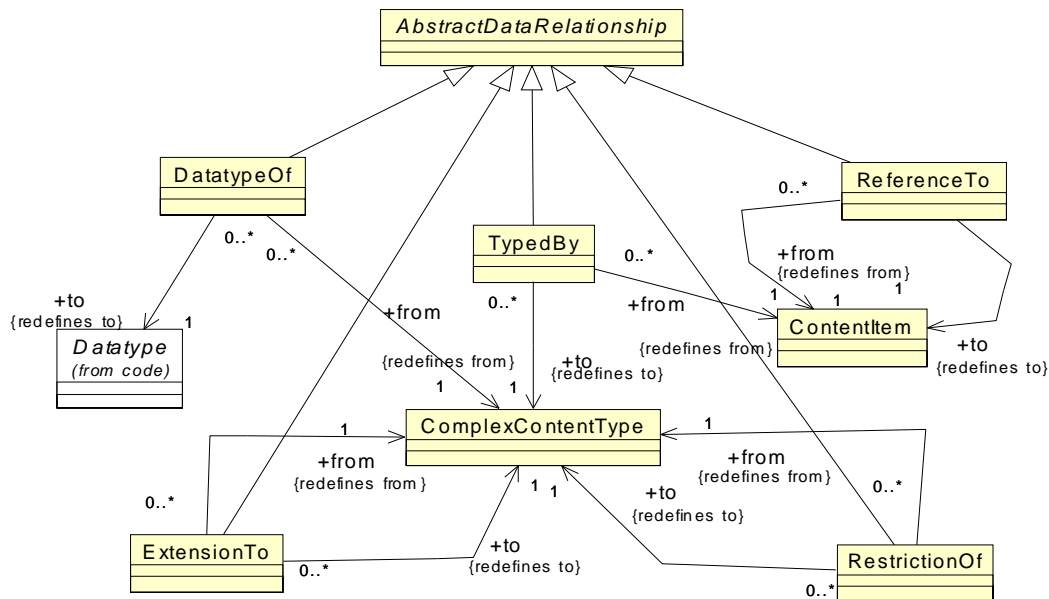 AbstractDataRelationship
DatatypeOf
ReferenceTo
0..*
TypedBy
0..*
0..*
0..*
+from
{redefines from}
+to
{redefines to}
1
+from
0..*
+from
1
1
1
ContentItem
Datatype
(from code)
{redefines from}
+to
{redefines to}
{redefines from}
+to
{redefines to}
1
1
ComplexContentType
1
+from
{redefines from}
1
+from
{redefines from}
0..*
1
1
+to
{redefines to}
0..*
ExtensionTo
+to
{redefines to}
0..*
RestrictionOf
0..*